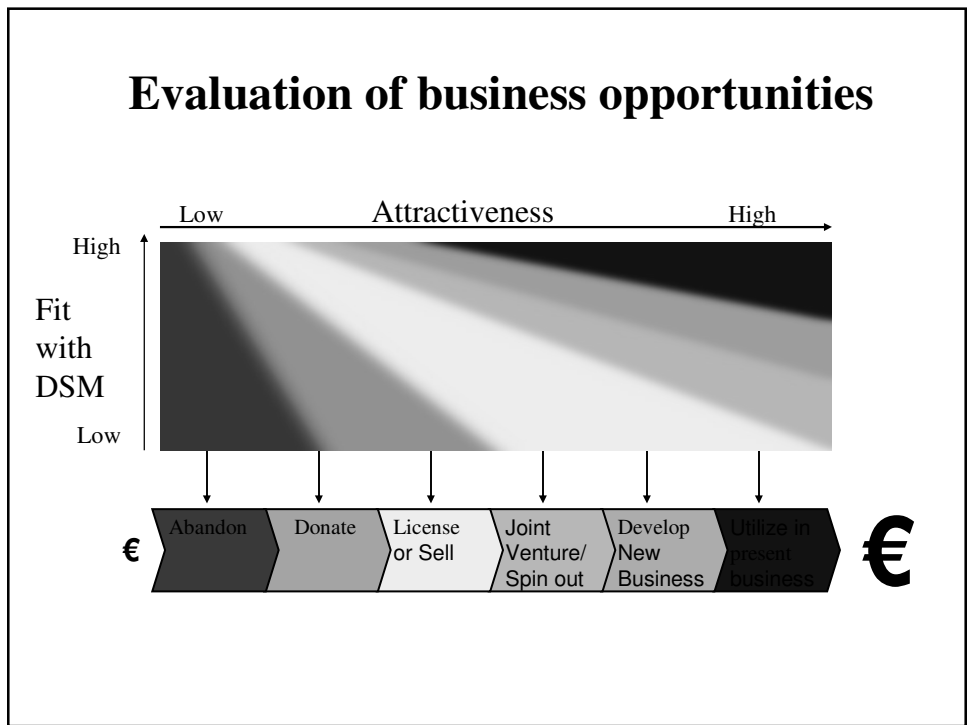 Evaluation of business opportunities
Low Attractiveness High
High
Fit
with
DSM
Low
€
Abandon
Donate
License
or Sell
Joint
Venture/
Spin out
Develop
New
Business
Utilize in
present
business
€